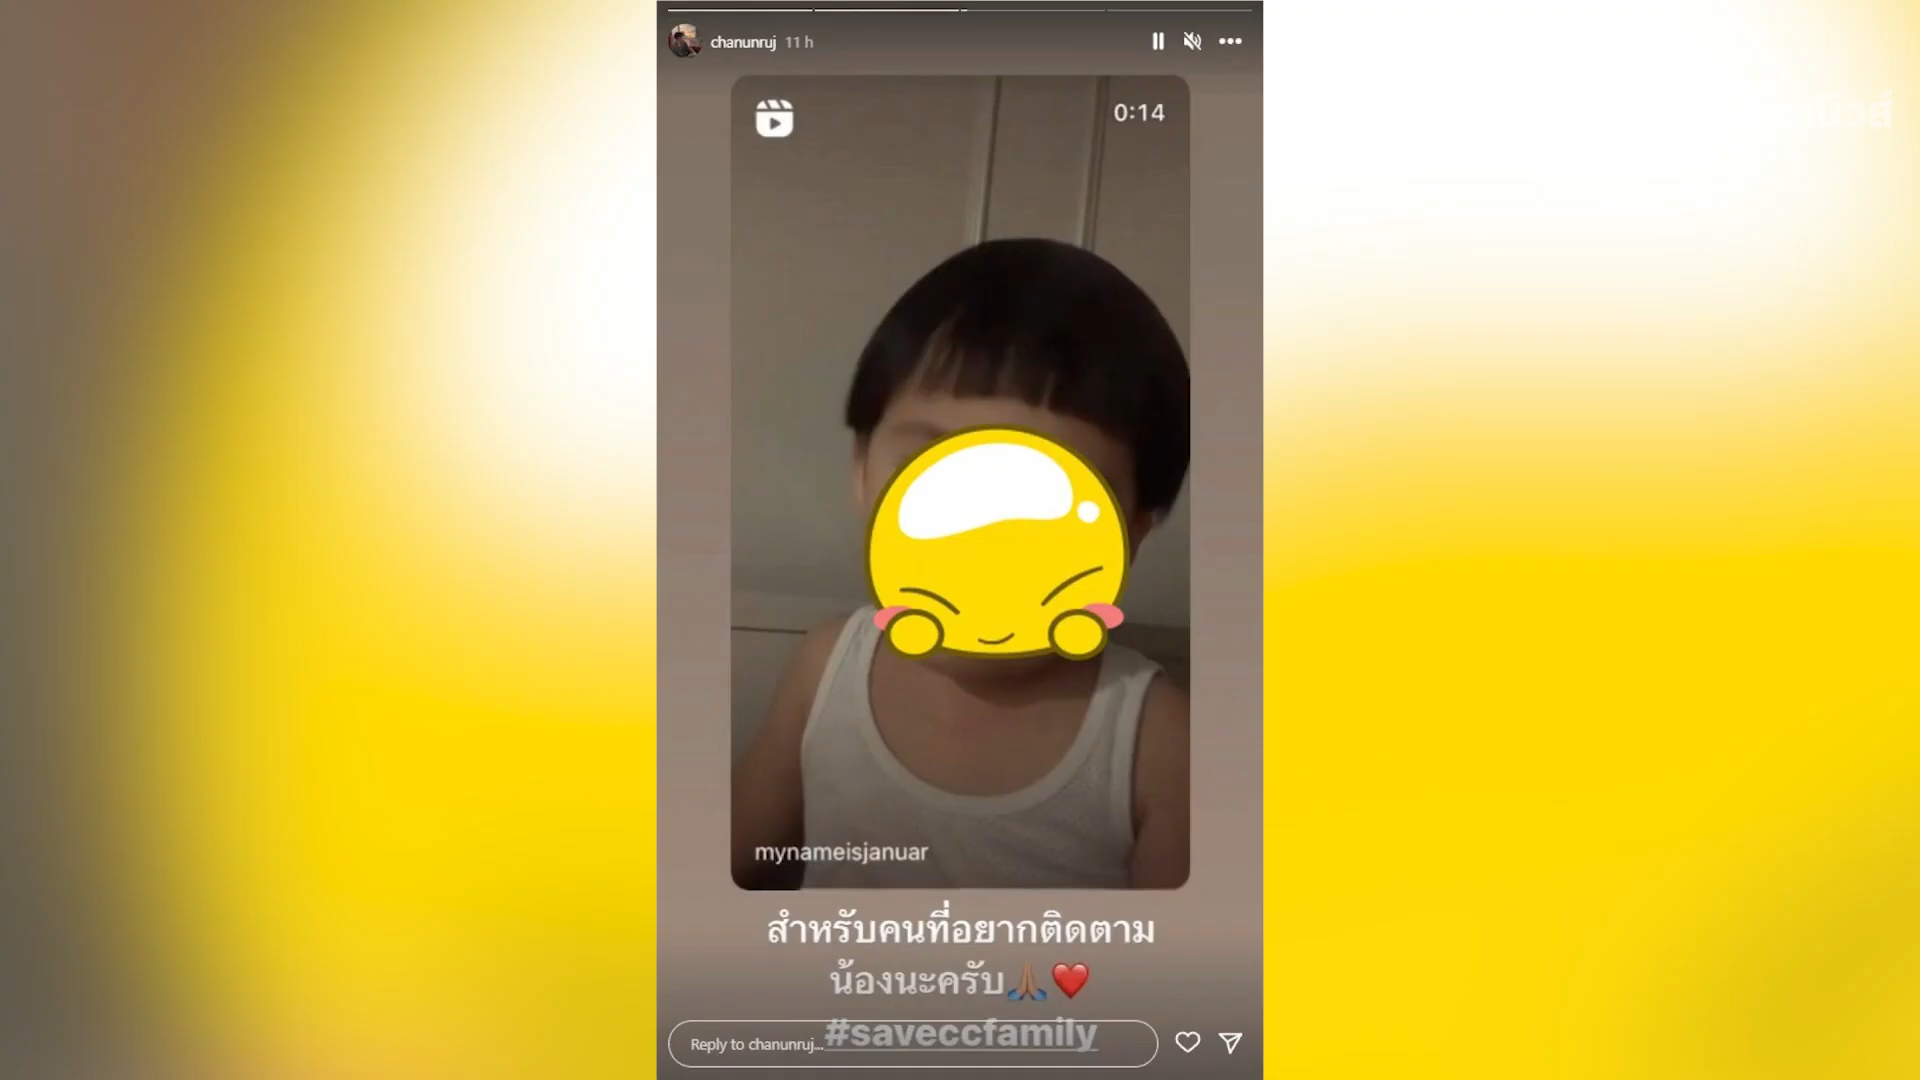 chanunruj 11 h
0:14
mynameisjanuar
สำหรับคนที่อยากติดตาม
น้องนะครับ🙏🏽❤️
#saveccfamily
Reply to chanunruj...